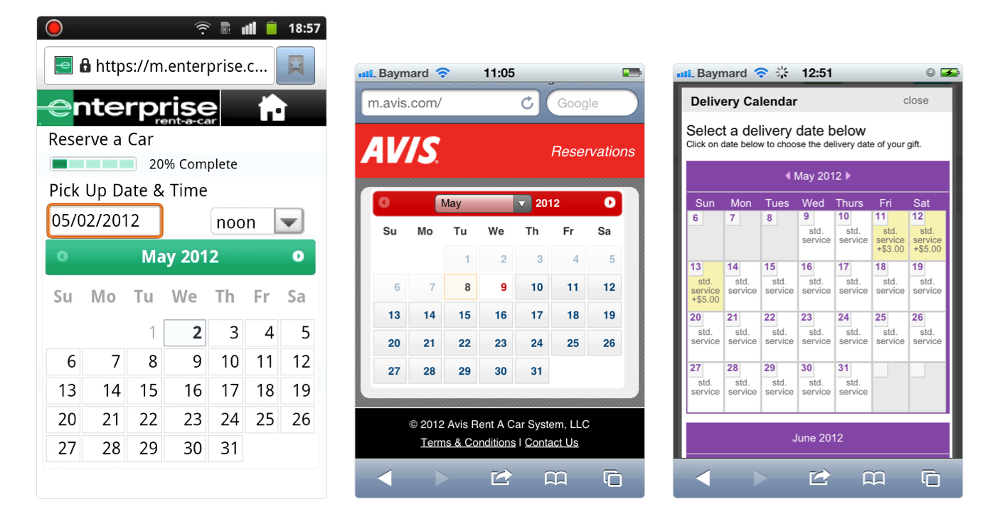 18:57
https://m.enterprise.c...
enterprise
rent-a-car
Reserve a Car
20% Complete
Pick Up Date & Time
05/02/2012 noon
May 2012
Su Mo Tu We Th Fr Sa
1 2 3 4 5
6 7 8 9 10 11 12
13 14 15 16 17 18 19
20 21 22 23 24 25 26
27 28 29 30 31
Baymard 11:05
m.avis.com/ Google
AVIS Reservations
May 2012
Su Mo Tu We Th Fr Sa
1 2 3 4 5
6 7 8 9 10 11 12
13 14 15 16 17 18 19
20 21 22 23 24 25 26
27 28 29 30 31
© 2012 Avis Rent A Car System, LLC
Terms & Conditions | Contact Us
Baymard 12:51
Delivery Calendar close
Select a delivery date below
Click on date below to choose the delivery date of your gift.
May 2012
Sun Mon Tues Wed Thurs Fri Sat
6 7 8 9 10 11 12
std. std. std. std.
service service service service
+$3.00 +$5.00
13 14 15 16 17 18 19
std. std. std. std. std. std. std.
service service service service service service service
+$5.00
20 21 22 23 24 25 26
std. std. std. std. std. std. std.
service service service service service service service
27 28 29 30 31
std. std. std. std. std.
service service service service service
June 2012